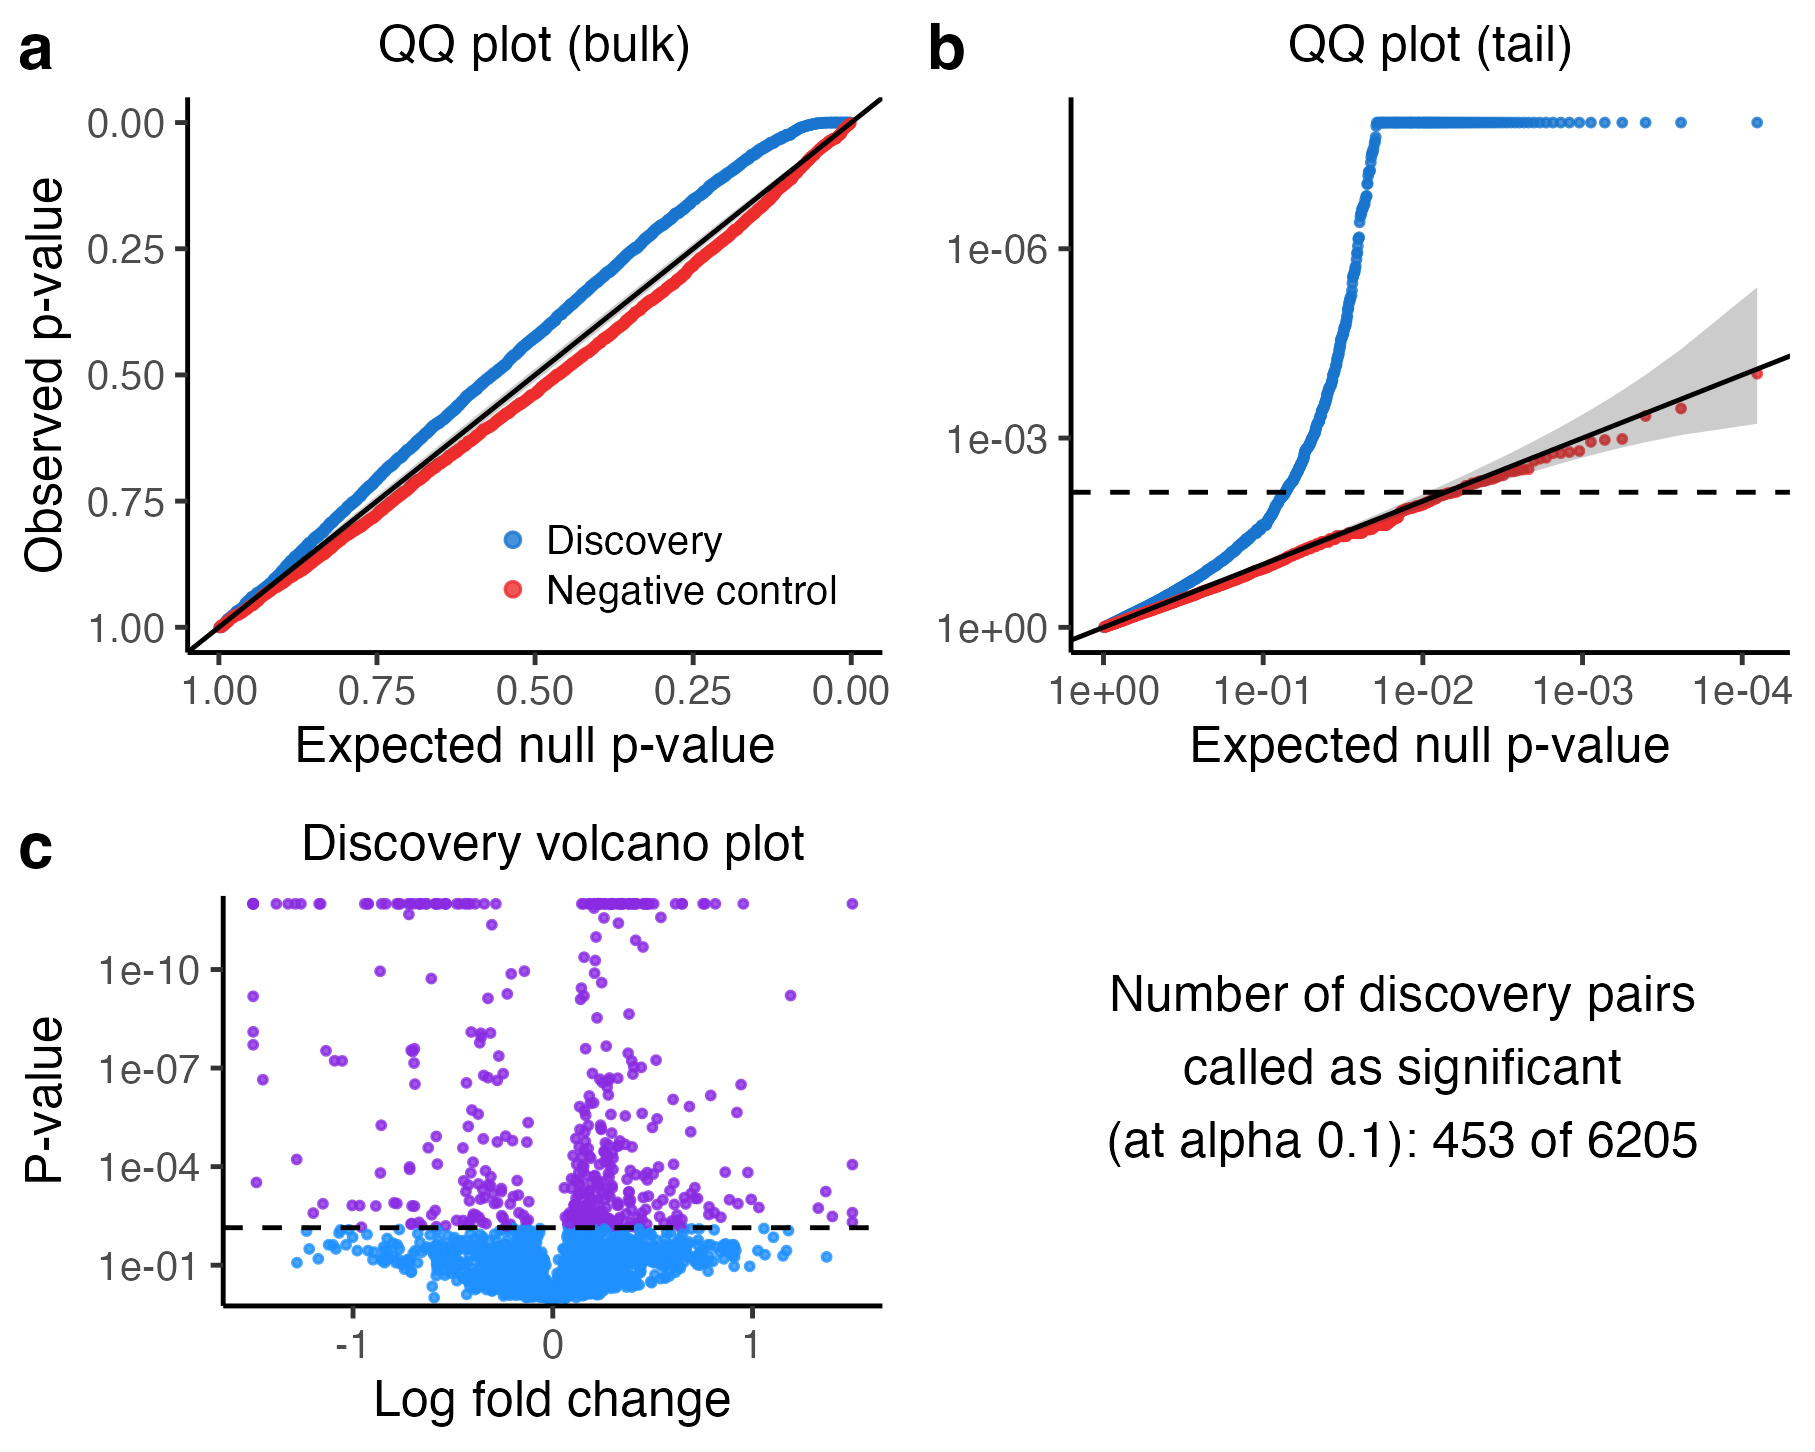 a
QQ plot (bulk)
Observed p-value
0.00
0.25
0.50
0.75
1.00
Discovery
Negative control
1.00 0.75 0.50 0.25 0.00
Expected null p-value
b
QQ plot (tail)
1e-06
1e-03
1e+00
1e+00 1e-01 1e-02 1e-03 1e-04
Expected null p-value
c
Discovery volcano plot
P-value
1e-10
1e-07
1e-04
1e-01
-1 0 1
Log fold change
Number of discovery pairs
called as significant
(at alpha 0.1): 453 of 6205